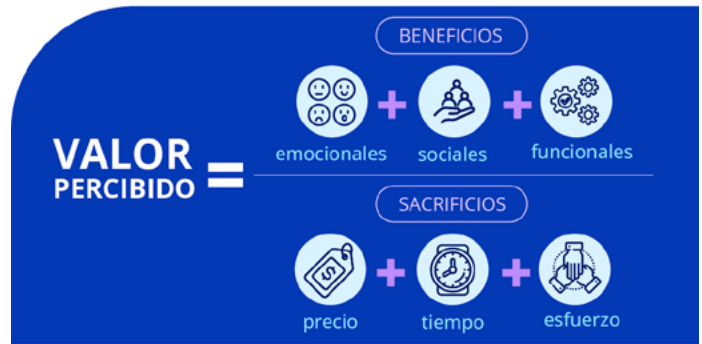 BENEFICIOS
+ +
emocionales sociales funcionales
VALOR
PERCIBIDO =
SACRIFICIOS
$
+ +
precio tiempo esfuerzo